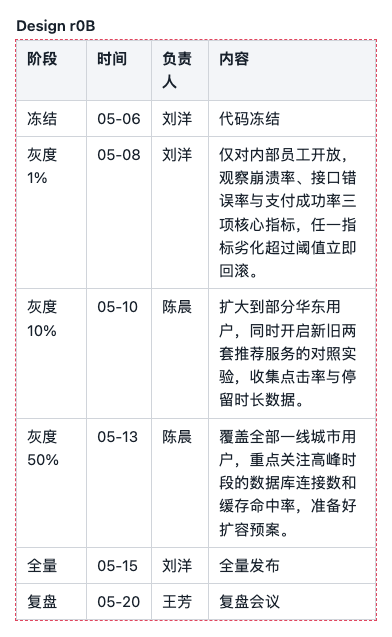 Design r0B
阶段 时间 负责人 内容
冻结 05-06 刘洋 代码冻结
灰度 1% 05-08 刘洋 仅对内部员工开放，
观察崩溃率、接口错
误率与支付成功率三
项核心指标，任一指
标劣化超过阈值立即
回滚。
灰度 10% 05-10 陈晨 扩大到部分华东用
户，同时开启新旧两
套推荐服务的对照实
验，收集点击率与停
留时长数据。
灰度 50% 05-13 陈晨 覆盖全部一线城市用
户，重点关注高峰时
段的数据库连接数和
缓存命中率，准备好
扩容预案。
全量 05-15 刘洋 全量发布
复盘 05-20 王芳 复盘会议